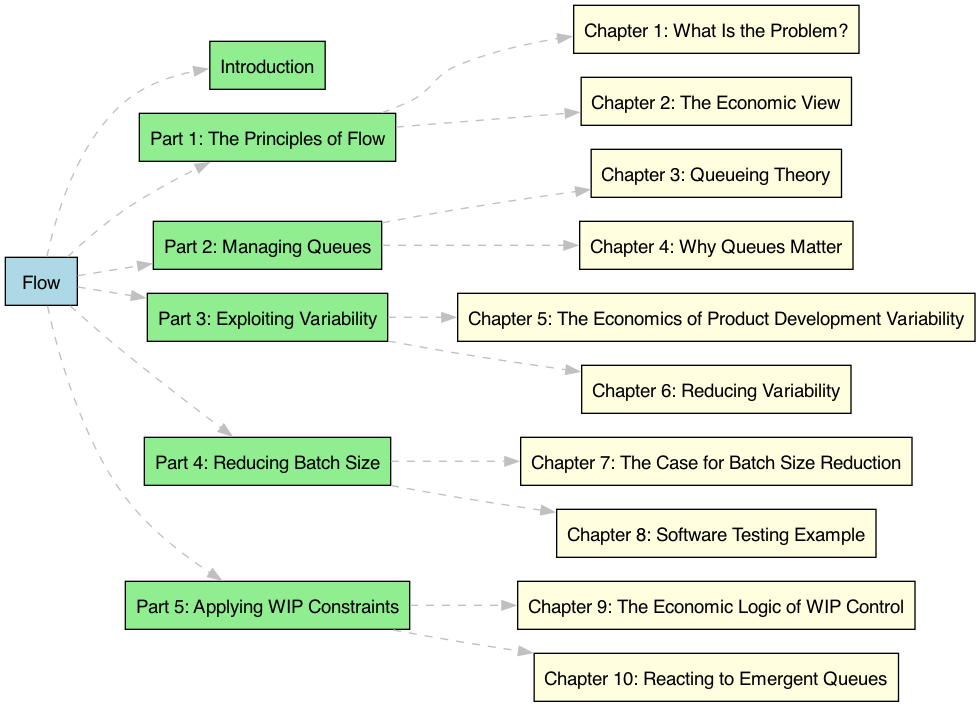 Flow
Introduction
Part 1: The Principles of Flow
Chapter 1: What Is the Problem?
Chapter 2: The Economic View
Part 2: Managing Queues
Chapter 3: Queueing Theory
Chapter 4: Why Queues Matter
Part 3: Exploiting Variability
Chapter 5: The Economics of Product Development Variability
Chapter 6: Reducing Variability
Part 4: Reducing Batch Size
Chapter 7: The Case for Batch Size Reduction
Chapter 8: Software Testing Example
Part 5: Applying WIP Constraints
Chapter 9: The Economic Logic of WIP Control
Chapter 10: Reacting to Emergent Queues